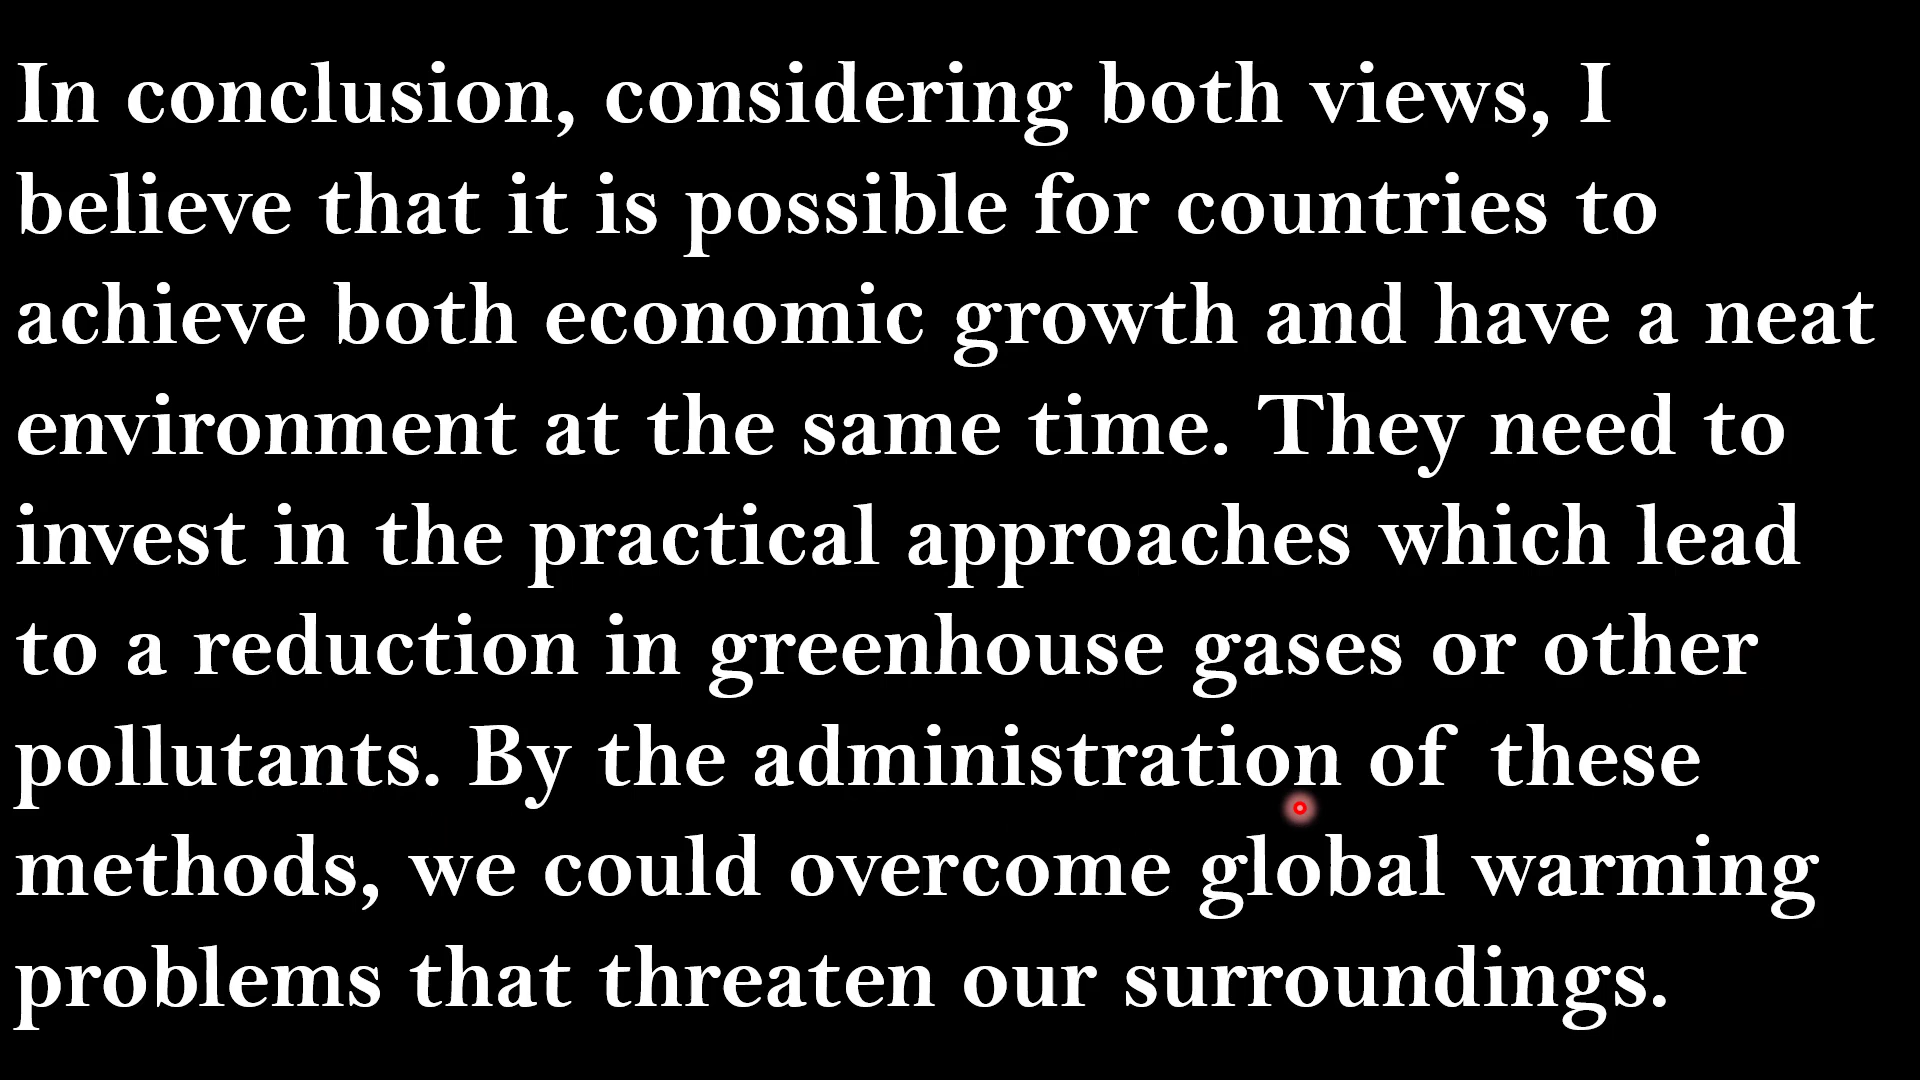 In conclusion, considering both views, I
believe that it is possible for countries to
achieve both economic growth and have a neat
environment at the same time. They need to
invest in the practical approaches which lead
to a reduction in greenhouse gases or other
pollutants. By the administration of these
methods, we could overcome global warming
problems that threaten our surroundings.